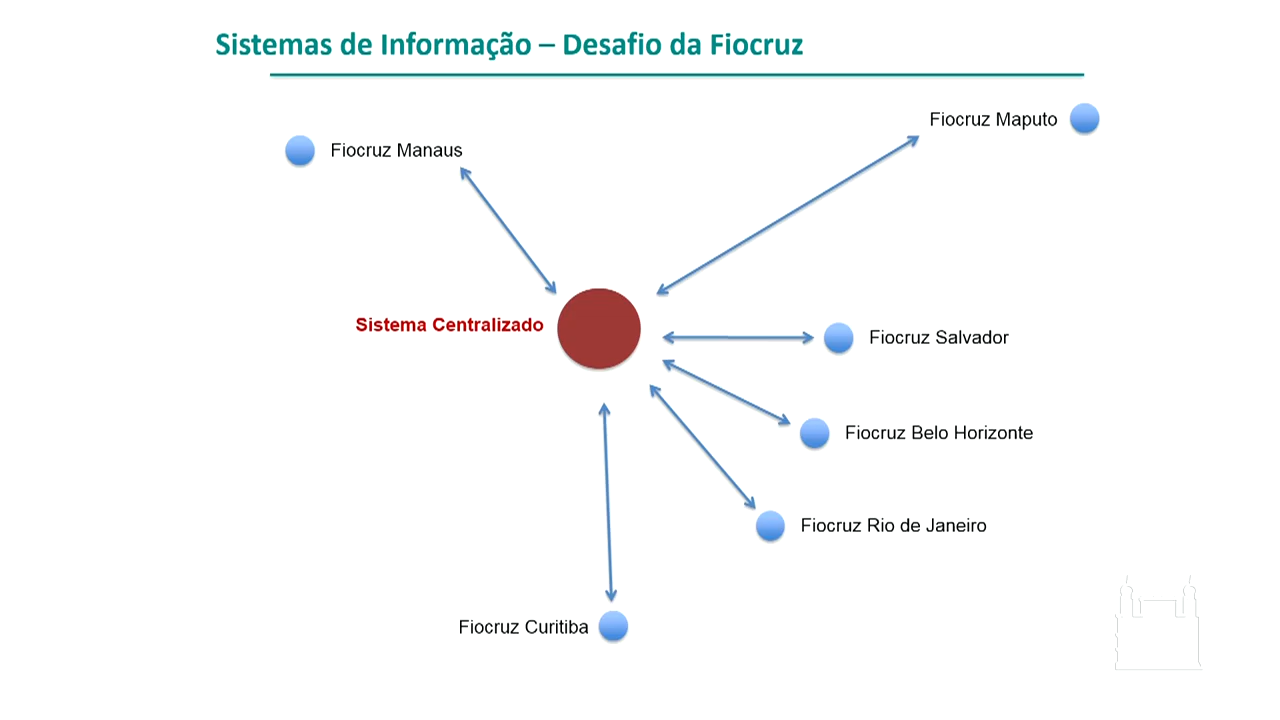 Sistemas de Informação – Desafio da Fiocruz
Fiocruz Maputo
Fiocruz Manaus
Sistema Centralizado
Fiocruz Salvador
Fiocruz Belo Horizonte
Fiocruz Rio de Janeiro
Fiocruz Curitiba